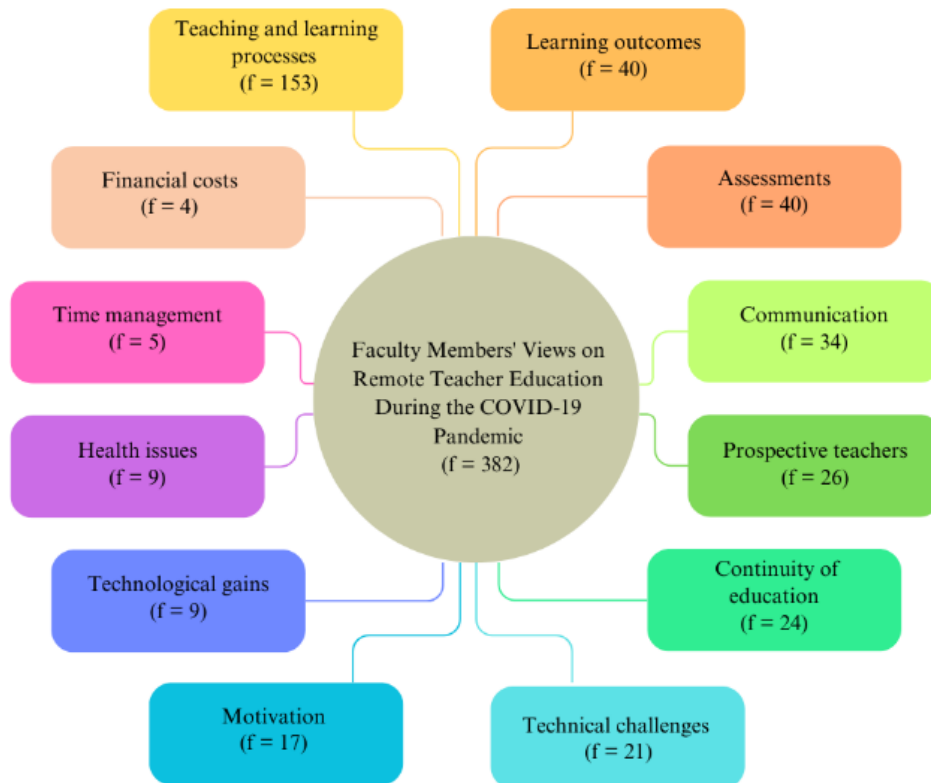 Teaching and learning
processes
(f = 153)
Learning outcomes
(f = 40)
Financial costs
(f = 4)
Assessments
(f = 40)
Time management
(f = 5)
Communication
(f = 34)
Faculty Members' Views on
Remote Teacher Education
During the COVID-19
Pandemic
(f = 382)
Health issues
(f = 9)
Prospective teachers
(f = 26)
Technological gains
(f = 9)
Continuity of
education
(f = 24)
Motivation
(f = 17)
Technical challenges
(f = 21)